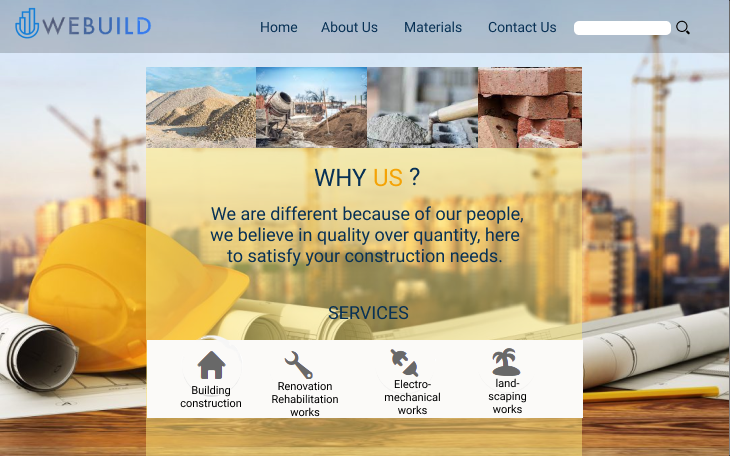 WEBUILD
Home About Us Materials Contact Us
WHY US ?
We are different because of our people,
we believe in quality over quantity, here
to satisfy your construction needs.
SERVICES
Building
construction
Renovation
Rehabilitation
works
Electro-
mechanical
works
land-
scaping
works